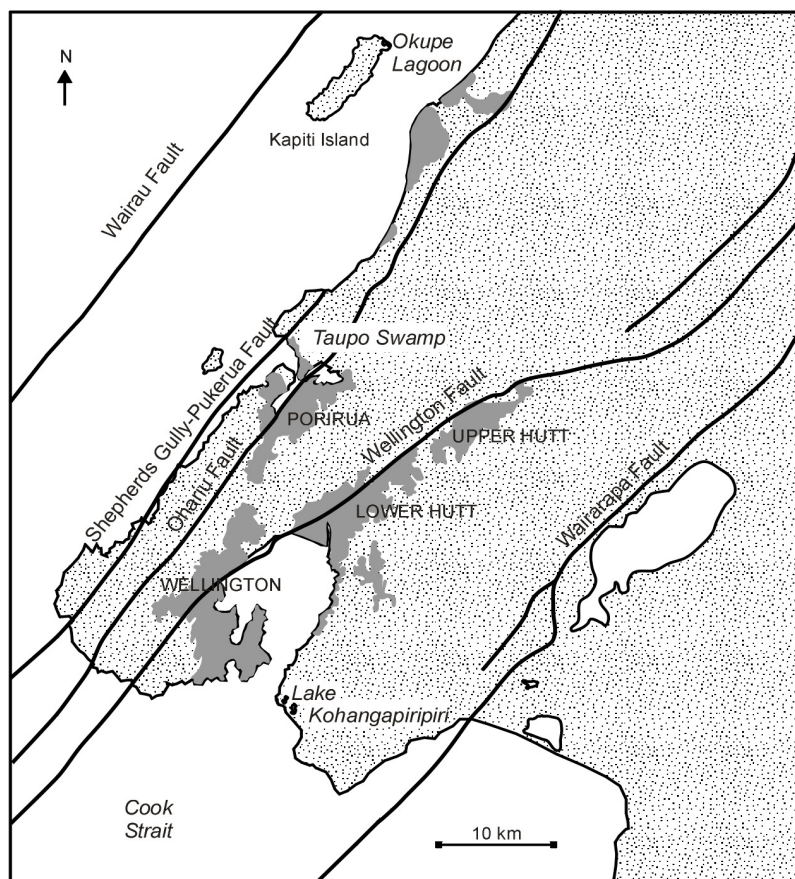 N
Okupe
Lagoon
Kapiti Island
Wairau Fault
Taupo Swamp
Shepherds Gully-Pukerua Fault
PORIRUA
Ohariu Fault
Wellington Fault
UPPER HUTT
LOWER HUTT
Wairarapa Fault
WELLINGTON
Lake
Kohangapiripiri
Cook
Strait
10 km